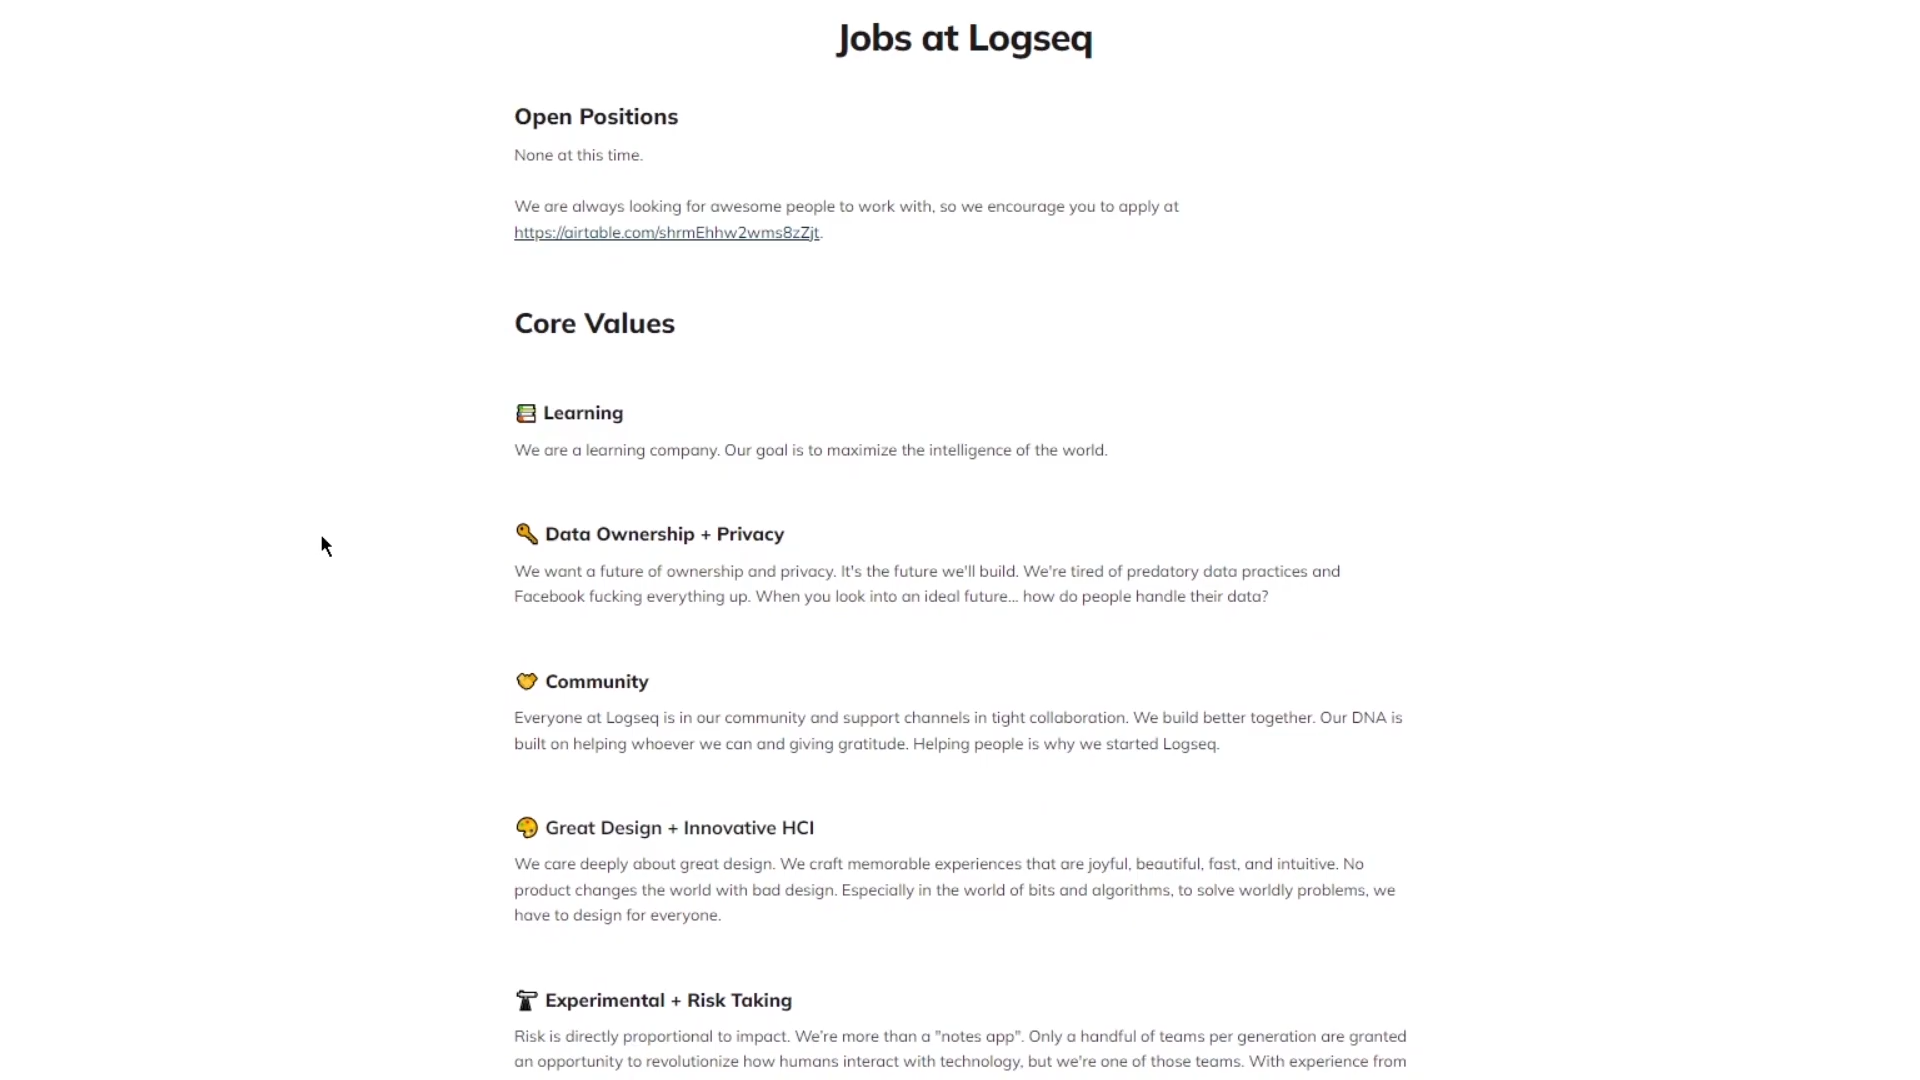 Jobs at Logseq
Open Positions
None at this time.
We are always looking for awesome people to work with, so we encourage you to apply at
https://airtable.com/shrmEhhw2wms8zZjt.
Core Values
Learning
We are a learning company. Our goal is to maximize the intelligence of the world.
Data Ownership + Privacy
We want a future of ownership and privacy. It's the future we'll build. We're tired of predatory data practices and
Facebook fucking everything up. When you look into an ideal future... how do people handle their data?
Community
Everyone at Logseq is in our community and support channels in tight collaboration. We build better together. Our DNA is
built on helping whoever we can and giving gratitude. Helping people is why we started Logseq.
Great Design + Innovative HCI
We care deeply about great design. We craft memorable experiences that are joyful, beautiful, fast, and intuitive. No
product changes the world with bad design. Especially in the world of bits and algorithms, to solve worldly problems, we
have to design for everyone.
Experimental + Risk Taking
Risk is directly proportional to impact. We're more than a "notes app". Only a handful of teams per generation are granted
an opportunity to revolutionize how humans interact with technology, but we're one of those teams. With experience from